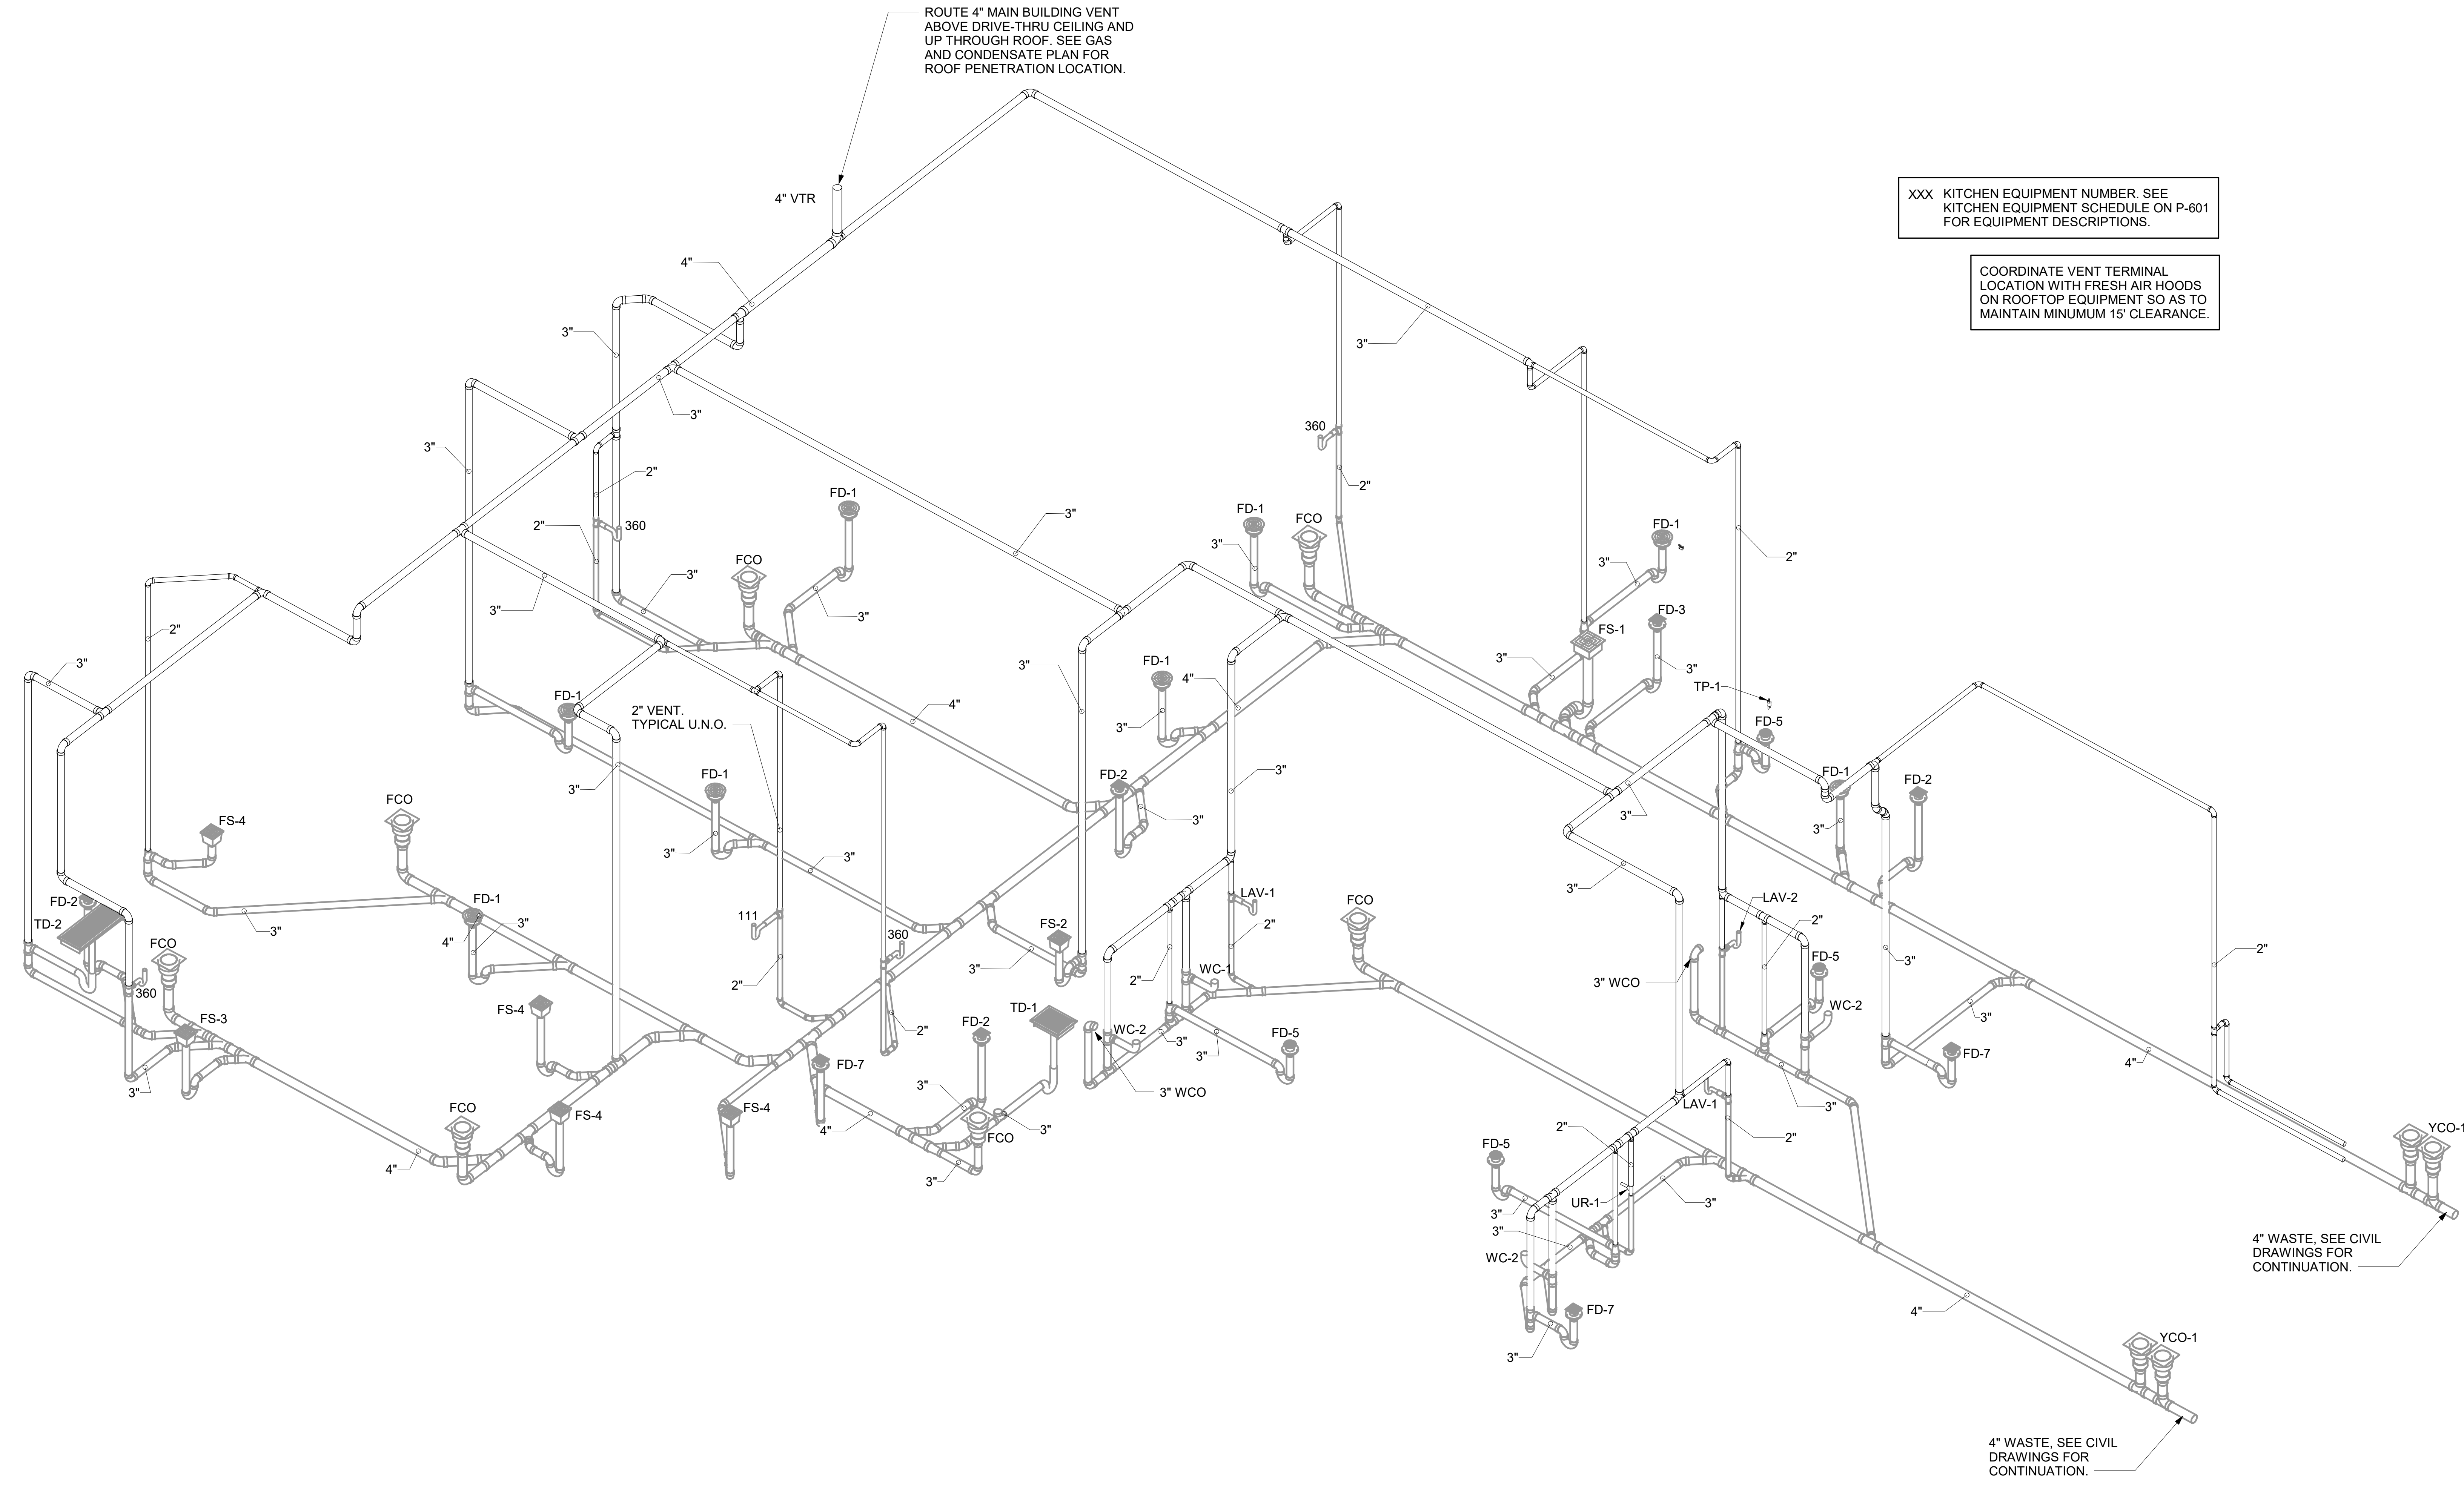 ROUTE 4" MAIN BUILDING VENT
ABOVE DRIVE-THRU CEILING AND
UP THROUGH ROOF. SEE GAS
AND CONDENSATE PLAN FOR
ROOF PENETRATION LOCATION.
4" VTR
XXX KITCHEN EQUIPMENT NUMBER. SEE
KITCHEN EQUIPMENT SCHEDULE ON P-601
FOR EQUIPMENT DESCRIPTIONS.
COORDINATE VENT TERMINAL
LOCATION WITH FRESH AIR HOODS
ON ROOFTOP EQUIPMENT SO AS TO
MAINTAIN MINUMUM 15' CLEARANCE.
4"
3"
3"
3"
360
3"
2"
2"
FD-1
FD-1
FCO
3"
FD-1
2"
360
3"
2"
FCO
3"
3"
3"
3"
FD-3
2"
FS-1
3"
3"
3"
FD-1
4"
3"
TP-1
FD-1
2" VENT.
TYPICAL U.N.O.
4"
3"
FD-5
3"
3"
FD-1
FD-2
FD-1
FD-2
FCO
FS-4
3"
3"
3"
3"
3"
3"
FD-2
TD-2
FD-1
4"
3"
3"
LAV-1
FCO
LAV-2
111
FS-2
2"
2"
FCO
360
3"
FD-5
3"
2"
2"
WC-1
2"
3" WCO
360
FS-4
TD-1
WC-2
3"
FS-3
FD-2
WC-2
FD-5
2"
3"
3"
FD-7
4"
FD-7
3"
3" WCO
3"
3"
FCO
FS-4
FS-4
4"
3"
FCO
LAV-1
2"
2"
FD-5
YCO-1
4"
3"
UR-1
3"
3"
3"
WC-2
4" WASTE, SEE CIVIL
DRAWINGS FOR
CONTINUATION.
FD-7
4"
3"
YCO-1
4" WASTE, SEE CIVIL
DRAWINGS FOR
CONTINUATION.